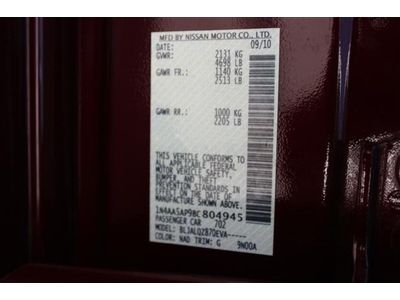 MFD BY NISSAN MOTOR CO., LTD.
DATE: 09/10
GVWR: 2131 KG
4698 LB
GAWR FR.: 1140 KG
2513 LB
GAWR RR.: 1000 KG
2205 LB
THIS VEHICLE CONFORMS TO
ALL APPLICABLE FEDERAL
MOTOR VEHICLE SAFETY,
BUMPER, AND THEFT
PREVENTION STANDARDS
IN EFFECT ON THE DATE OF
MANUFACTURE SHOWN ABOVE.
1N4AA5AP9BC804945
PASSENGER CAR 702
MODEL: BLJALQZ87DEVA-----
COLOR: NAD TRIM: G 9N00A